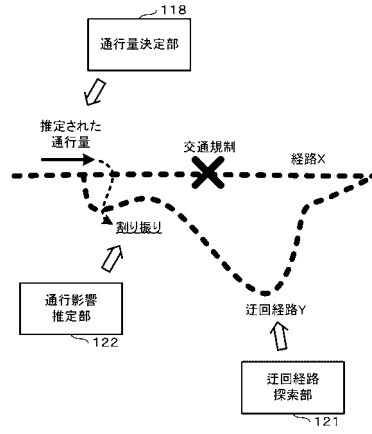 118
通行量決定部
推定された
通行量
交通規制
経路X
割り振り
通行影響
推定部
122
迂回経路Y
迂回経路
探索部
121